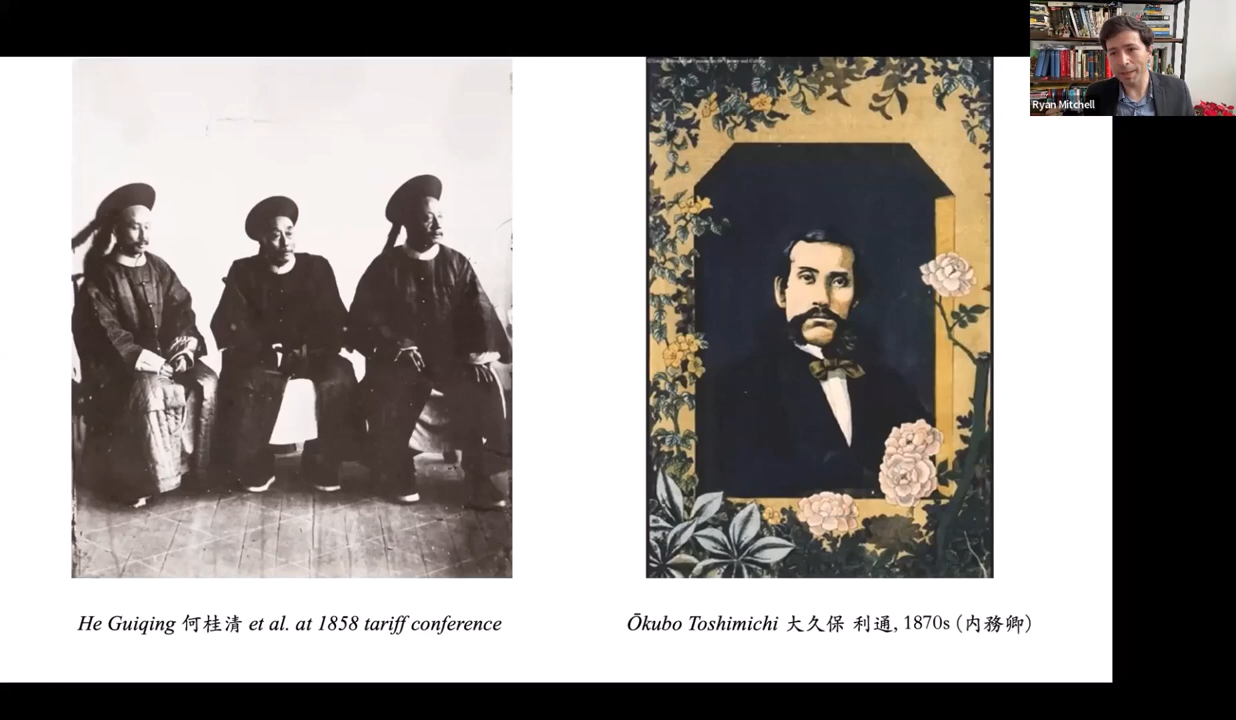 Ryan Mitchell
He Guiqing 何桂清 et al. at 1858 tariff conference
Ōkubo Toshimichi 大久保 利通, 1870s (内務卿)